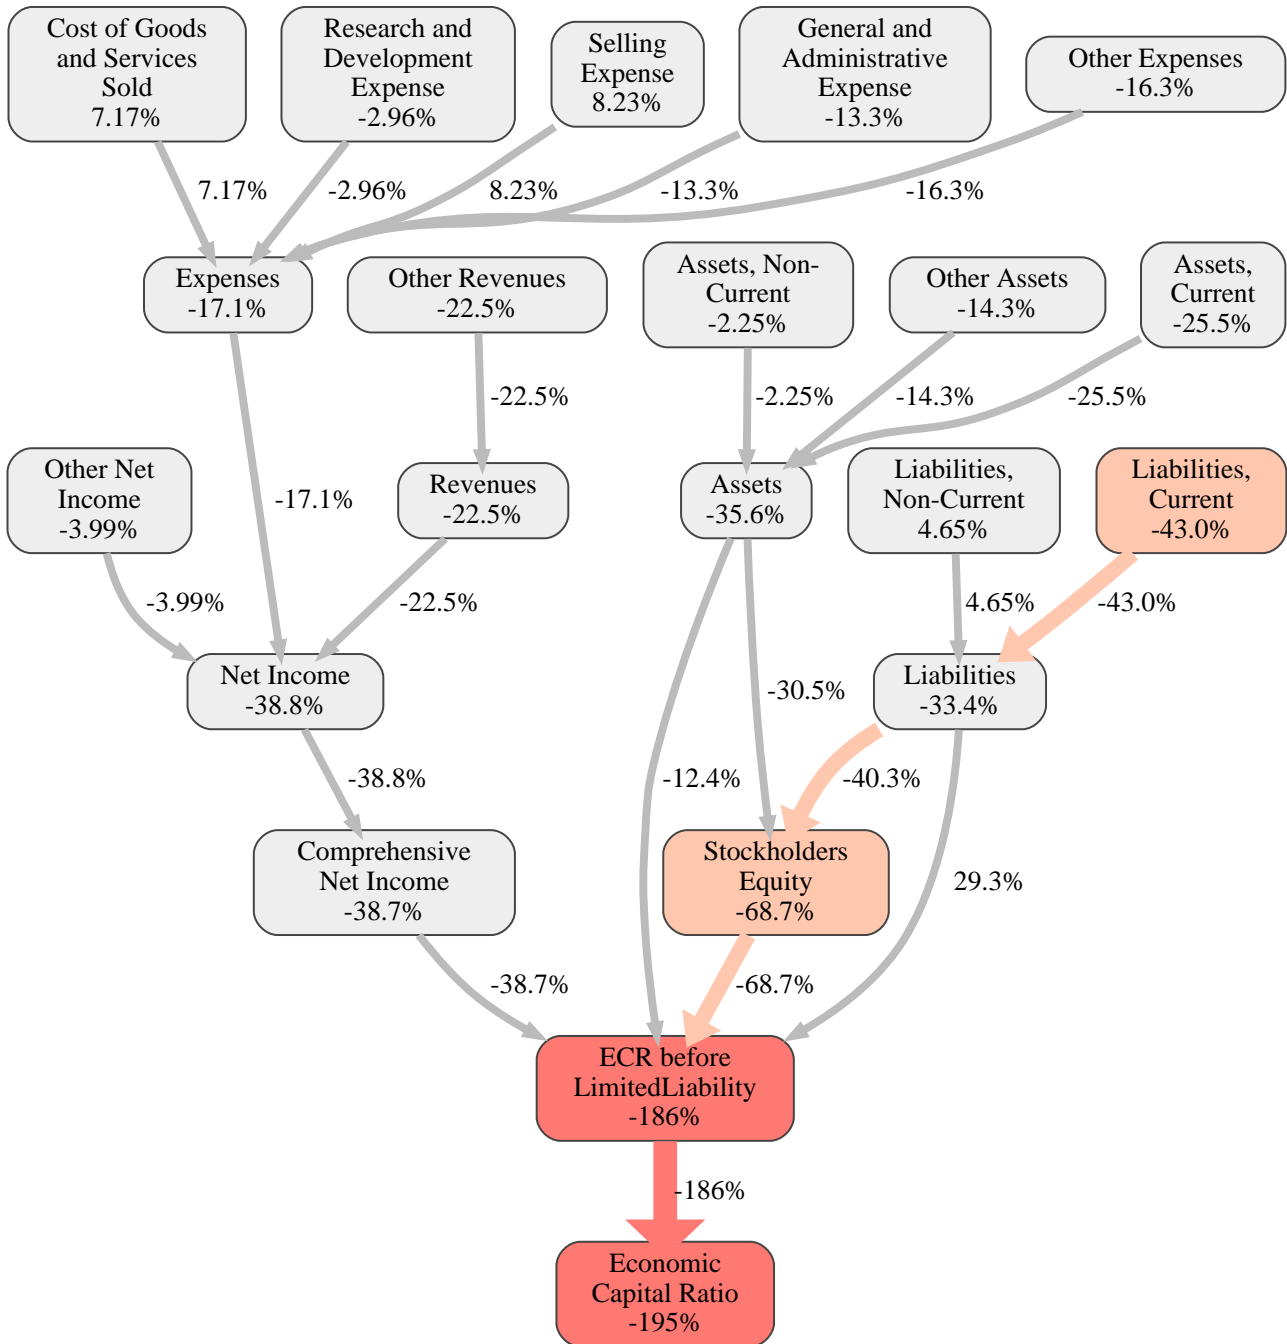 Cost of Goods
and Services
Sold
7.17%
Research and
Development
Expense
-2.96%
Selling
Expense
8.23%
General and
Administrative
Expense
-13.3%
Other Expenses
-16.3%
7.17%
-2.96%
8.23%
-13.3%
-16.3%
Expenses
-17.1%
Other Revenues
-22.5%
Assets, Non-
Current
-2.25%
Other Assets
-14.3%
Assets,
Current
-25.5%
-22.5%
-2.25%
-14.3%
-25.5%
Other Net
Income
-3.99%
-17.1%
Revenues
-22.5%
Assets
-35.6%
Liabilities,
Non-Current
4.65%
Liabilities,
Current
-43.0%
-3.99%
-22.5%
4.65%
-43.0%
Net Income
-38.8%
-30.5%
Liabilities
-33.4%
-38.8%
-12.4%
-40.3%
Comprehensive
Net Income
-38.7%
Stockholders
Equity
-68.7%
29.3%
-38.7%
-68.7%
ECR before
LimitedLiability
-186%
-186%
Economic
Capital Ratio
-195%